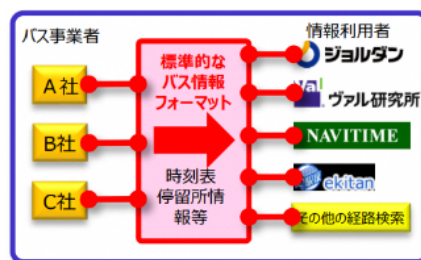 バス事業者
情報利用者
A社
B社
C社
標準的な
バス情報
フォーマット
時刻表
停留所情
報等
ジョルダン
Val ヴァル研究所
NAVITIME
ekitan
その他の経路検索